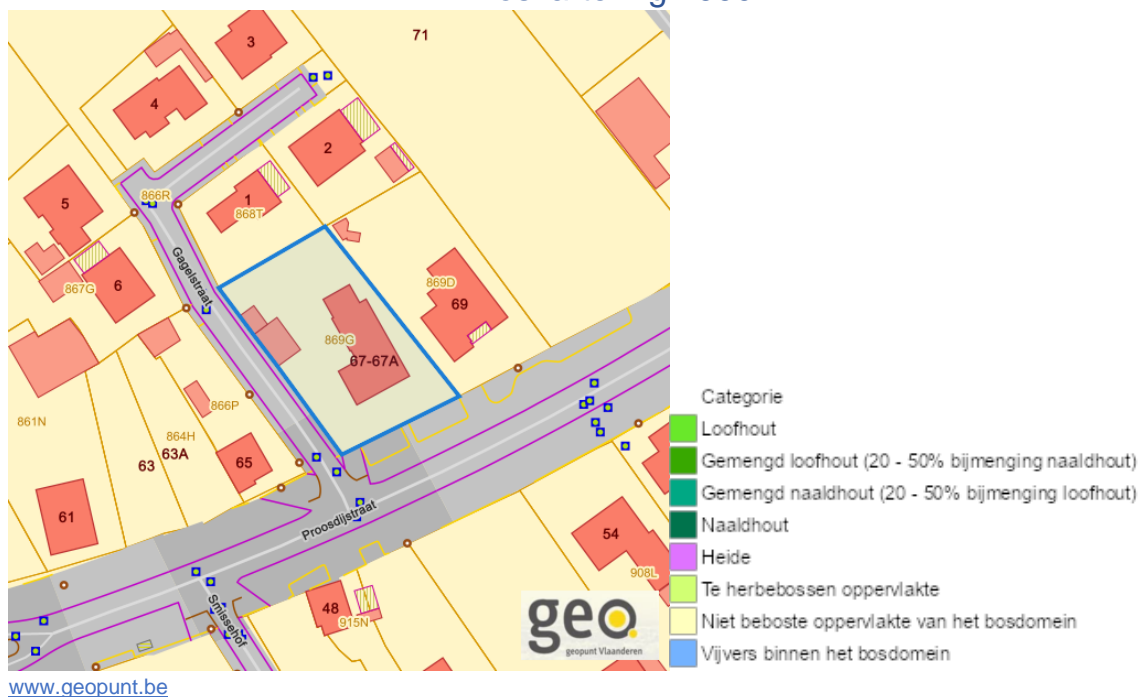 71
3
4
2
5
866R
1
868T
Gagelstraat
867G
6
869D
69
869G
67-67A
861N
866P
864H
63
63A
65
61
Proosdijstraat
54
908L
Smissehof
48
915N
geo
geopunt Vlaanderen
Categorie
Loofhout
Gemengd loofhout (20 - 50% bijmenging naaldhout)
Gemengd naaldhout (20 - 50% bijmenging loofhout)
Naaldhout
Heide
Te herbebossen oppervlakte
Niet beboste oppervlakte van het bosdomein
Vijvers binnen het bosdomein
www.geopunt.be